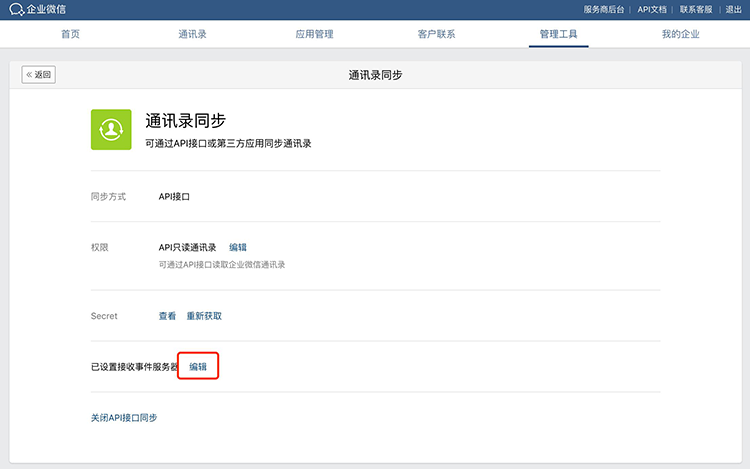 企业微信
服务商后台 | API文档 | 联系客服 | 退出
首页 通讯录 应用管理 客户联系 管理工具 我的企业
« 返回 通讯录同步
通讯录同步
可通过API接口或第三方应用同步通讯录
同步方式 API接口
权限 API只读通讯录 编辑
可通过API接口读取企业微信通讯录
Secret 查看 重新获取
已设置接收事件服务器 编辑
关闭API接口同步